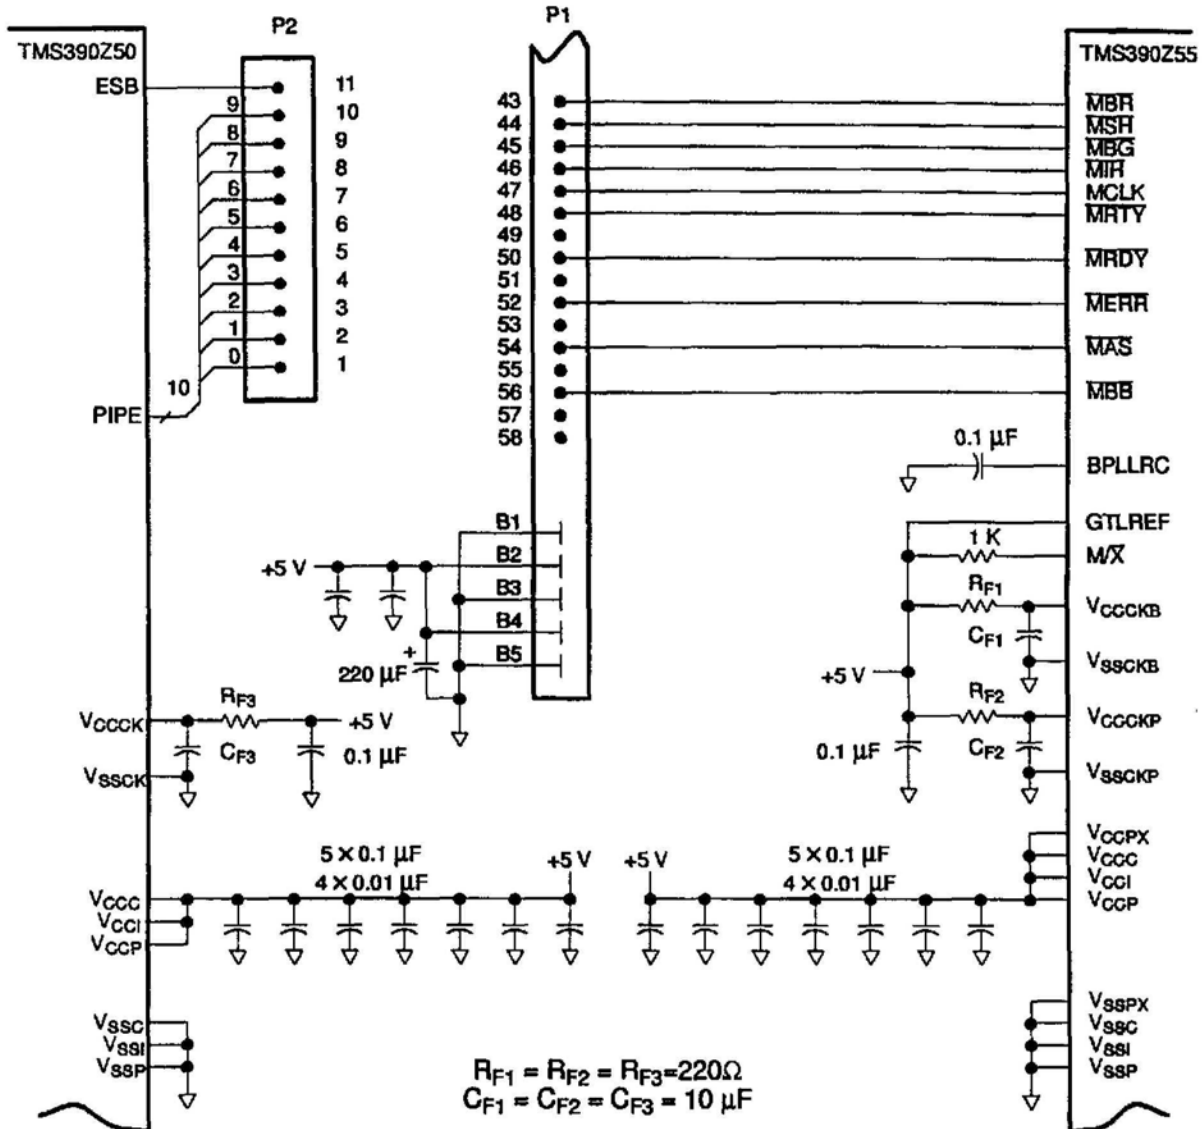 P2
P1
TMS390Z50
TMS390Z55
ESB
11
9
10
8
9
7
8
6
7
5
6
4
5
3
4
2
3
1
2
0
1
10
PIPE
43
44
45
46
47
48
49
50
51
52
53
54
55
56
57
58
MBR
MSH
MBG
MIH
MCLK
MRTY
MRDY
MERR
MAS
MBB
0.1 µF
BPLLRC
GTLREF
1 K
M/X
RF1
VCCCKB
CF1
VSSCKB
+5 V
RF2
VCCCKP
0.1 µF
CF2
VSSCKP
B1
B2
+5 V
B3
B4
B5
+
220 µF
RF3
VCCCK
+5 V
CF3
0.1 µF
VSSCK
5 × 0.1 µF
4 × 0.01 µF
+5 V
+5 V
5 × 0.1 µF
4 × 0.01 µF
VCCC
VCCI
VCCP
VCCPX
VCCC
VCCI
VCCP
VSSC
VSSI
VSSP
VSSPX
VSSC
VSSI
VSSP
RF1 = RF2 = RF3=220Ω
CF1 = CF2 = CF3 = 10 µF